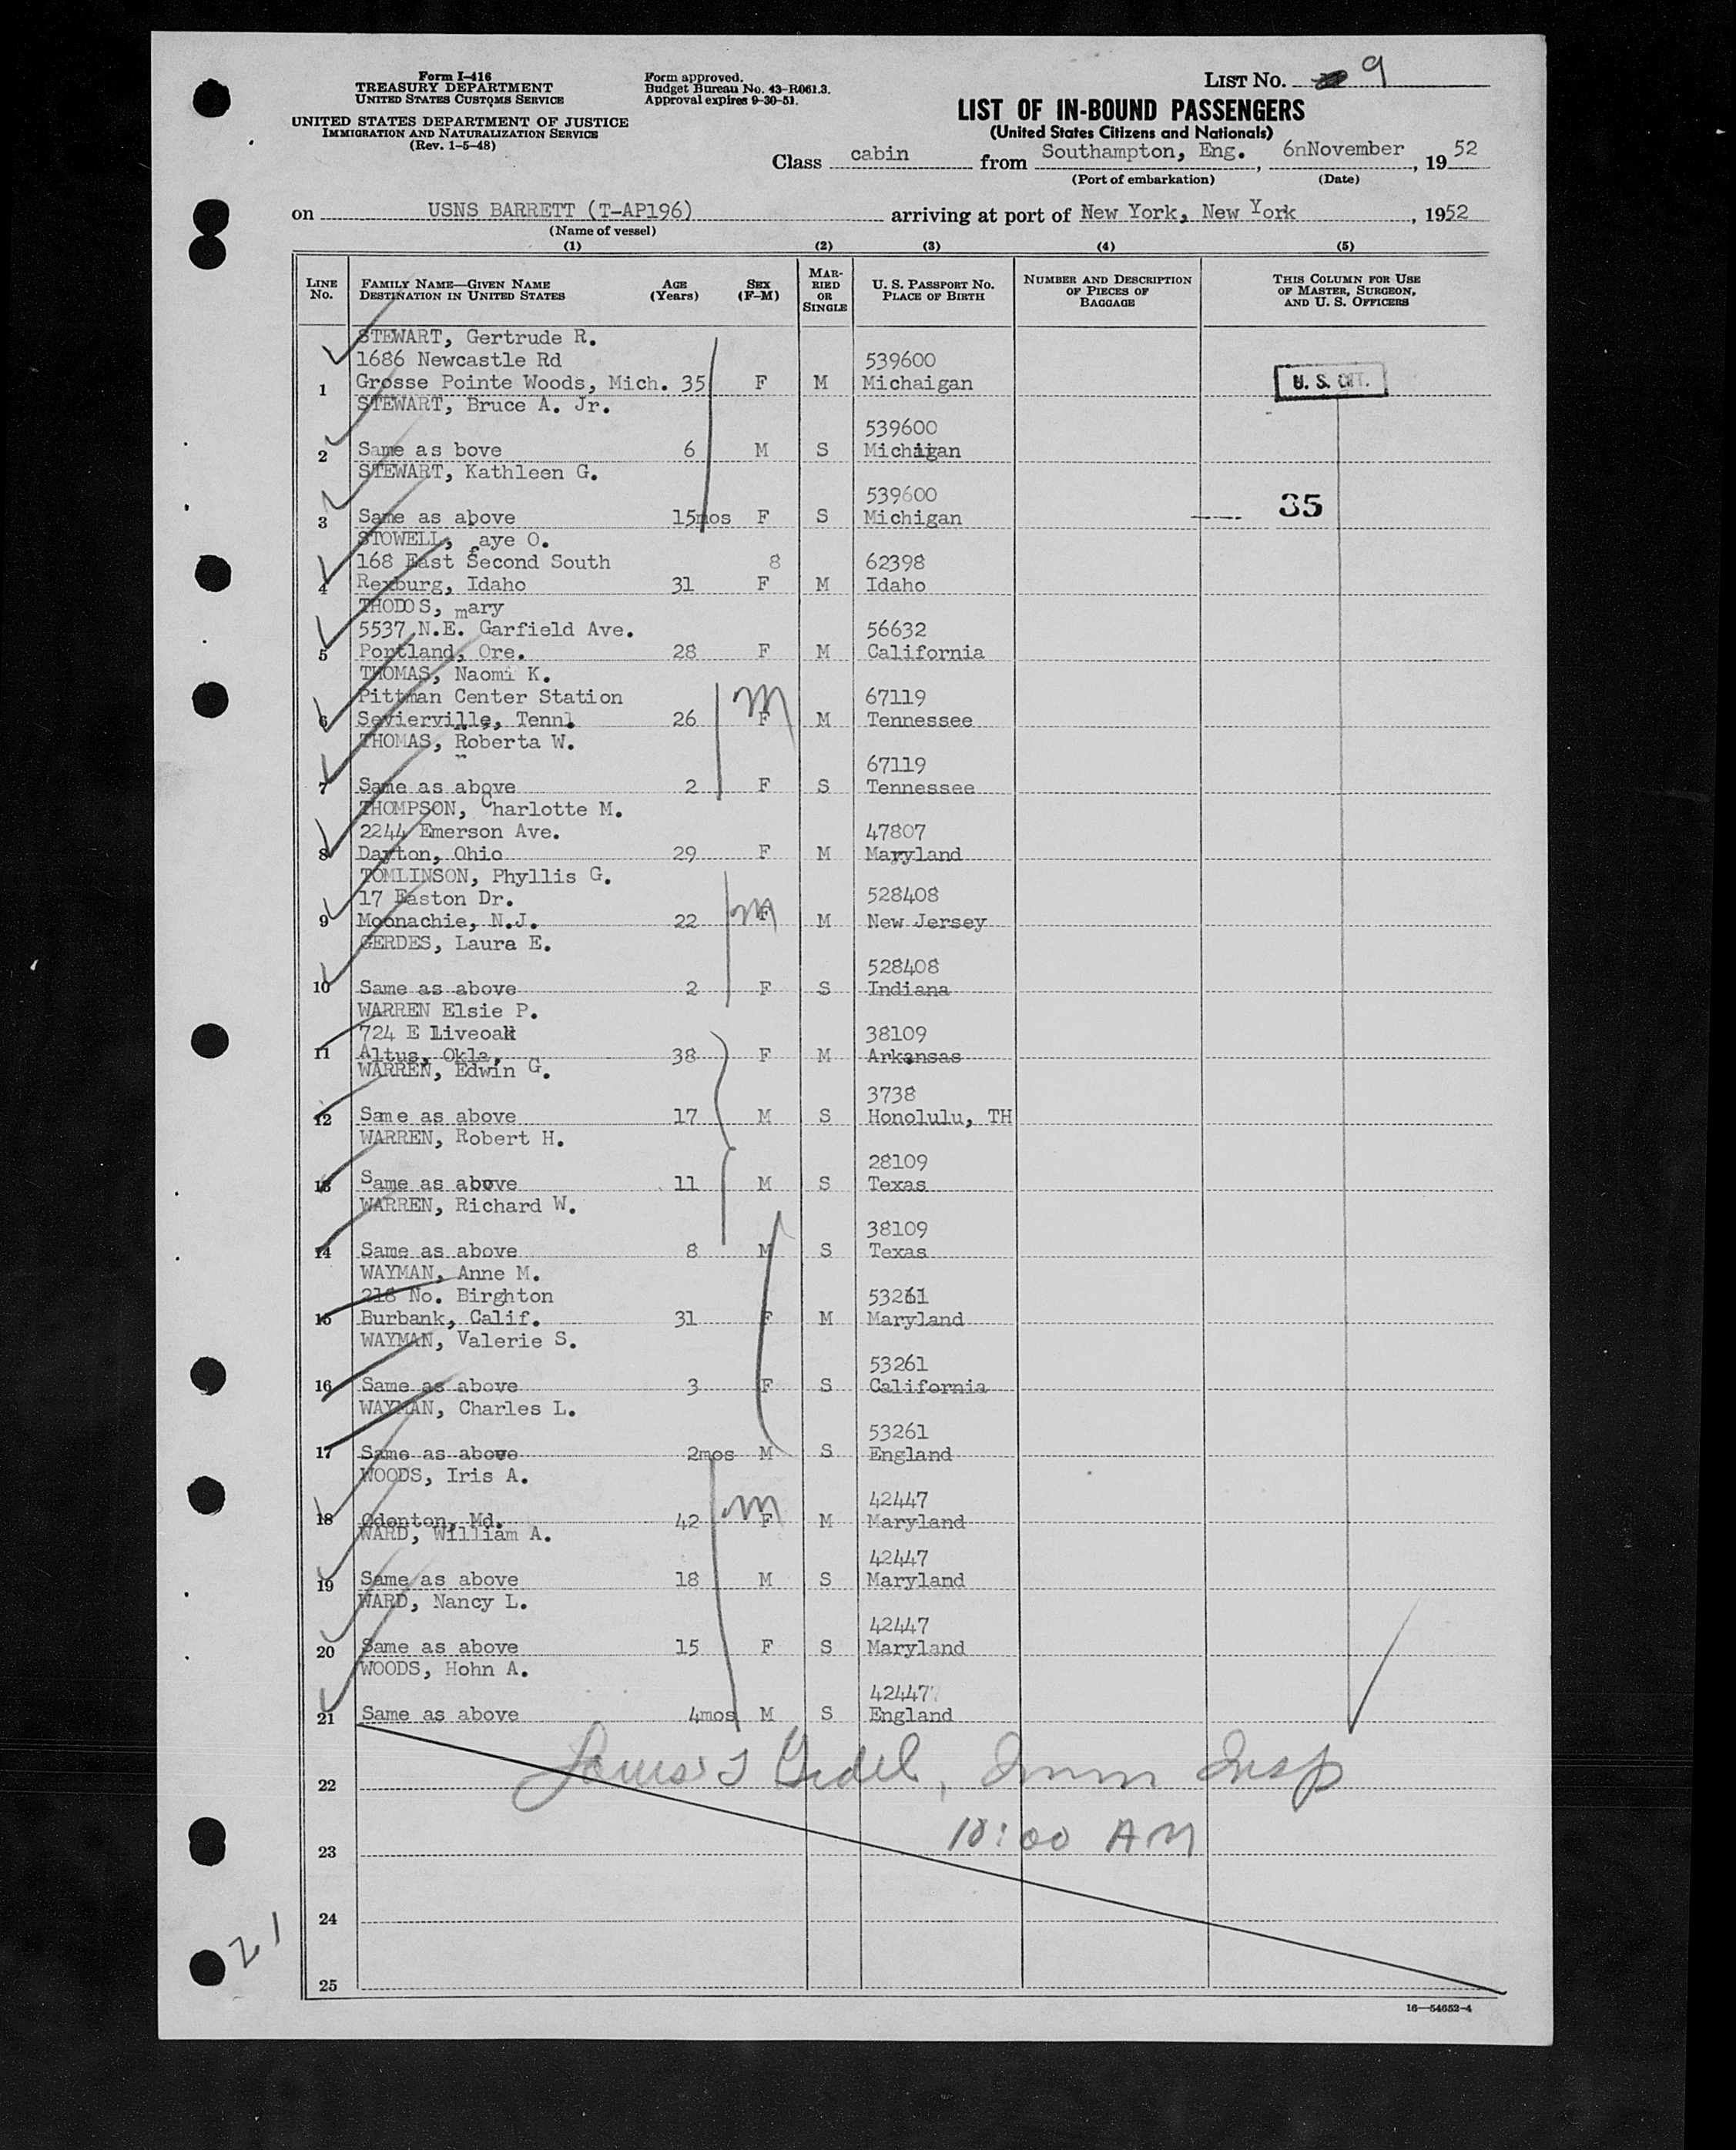 Form I-416
TREASURY DEPARTMENT
UNITED STATES CUSTOMS SERVICE
UNITED STATES DEPARTMENT OF JUSTICE
IMMIGRATION AND NATURALIZATION SERVICE
(Rev. 1-5-48)
Form approved.
Budget Bureau No. 43-R061.3.
Approval expires 9-30-51.
LIST NO. 9
LIST OF IN-BOUND PASSENGERS
(United States Citizens and Nationals)
Class cabin from Southampton, Eng., 6nNovember, 1952
(Port of embarkation) (Date)
on USNS BARRETT (T-AP196) arriving at port of New York, New York, 1952
(Name of vessel)
(1) (2) (3) (4) (5)
LINE No. FAMILY NAME—GIVEN NAME DESTINATION IN UNITED STATES AGE (Years) SEX (F-M) MARRIED OR SINGLE U. S. PASSPORT NO. PLACE OF BIRTH NUMBER AND DESCRIPTION OF PIECES OF BAGGAGE THIS COLUMN FOR USE OF MASTER, SURGEON, AND U. S. OFFICERS
STEWART, Gertrude R.
1686 Newcastle Rd 539600
1 Grosse Pointe Woods, Mich. 35 F M Michaigan U. S. CIT.
STEWART, Bruce A. Jr.
539600
2 Same as bove 6 M S Michigan
STEWART, Kathleen G.
539600
3 Same as above 15mos F S Michigan 35
STOWELL, faye O.
168 East Second South 8 62398
4 Rexburg, Idaho 31 F M Idaho
THODOS, mary
5537 N.E. Garfield Ave. 56632
5 Portland, Ore. 28 F M California
THOMAS, Naomi K.
Pittman Center Station m 67119
6 Sevierville, Tennl 26 F M Tennessee
THOMAS, Roberta W.
67119
7 Same as above 2 F S Tennessee
THOMPSON, Charlotte M.
2244 Emerson Ave. 47807
8 Dayton, Ohio 29 F M Maryland
TOMLINSON, Phyllis G.
17 Easton Dr. 528408
9 Moonachie, N.J. 22 m F M New Jersey
GERDES, Laura E.
528408
10 Same as above 2 F S Indiana
WARREN Elsie P.
724 E Liveoak 38109
11 Altus, Okla, 38 F M Arkansas
WARREN, Edwin G.
3738
12 Same as above 17 M S Honolulu, TH
WARREN, Robert H.
28109
13 Same as above 11 M S Texas
WARREN, Richard W.
38109
14 Same as above 8 M S Texas
WAYMAN, Anne M.
218 No. Birghton 53261
15 Burbank, Calif. 31 F M Maryland
WAYMAN, Valerie S.
53261
16 Same as above 3 F S California
WAYMAN, Charles L.
53261
17 Same as above 2mos M S England
WOODS, Iris A.
m 42447
18 Odonton, Md. 42 F M Maryland
WARD, William A.
42447
19 Same as above 18 M S Maryland
WARD, Nancy L.
42447
20 Same as above 15 F S Maryland
WOODS, Hohn A.
42447
21 Same as above 4mos M S England
22 Imm Insp
23 10:00 AM
24
25
21
16—54652-4